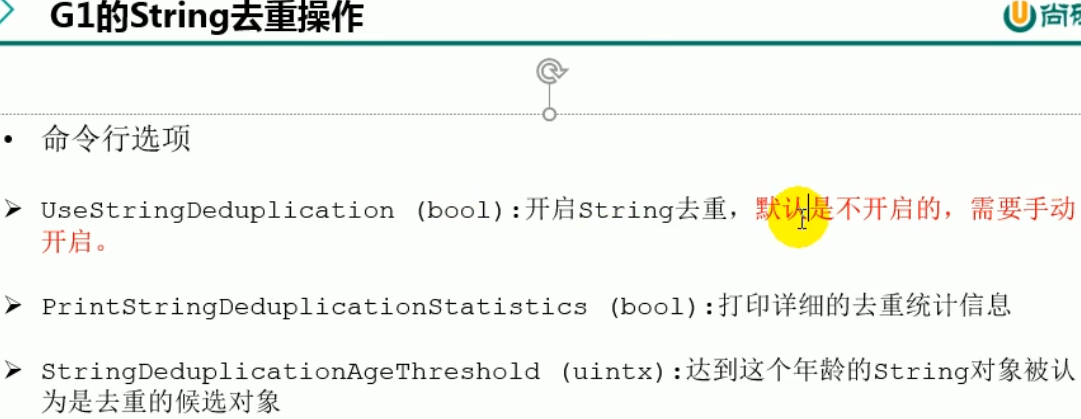 G1的String去重操作
尚硅
• 命令行选项
➢ UseStringDeduplication (bool):开启String去重，默认是不开启的，需要手动
开启。
➢ PrintStringDeduplicationStatistics (bool):打印详细的去重统计信息
➢ StringDeduplicationAgeThreshold (uintx):达到这个年龄的String对象被认
为是去重的候选对象